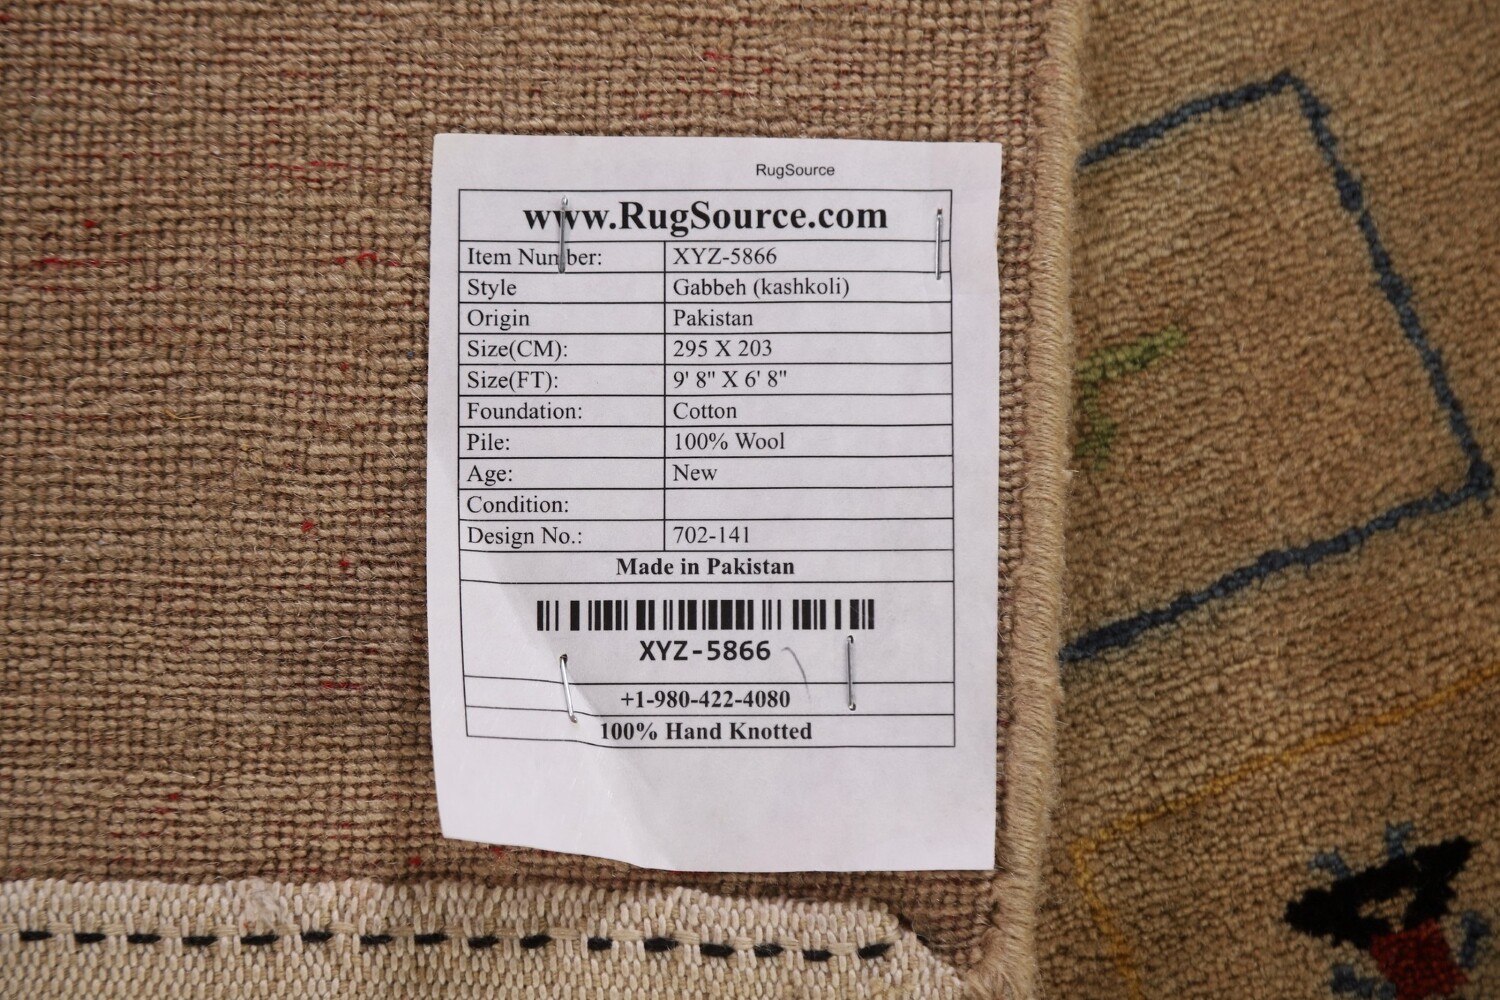 RugSource
www.RugSource.com
Item Number: XYZ-5866
Style Gabbeh (kashkoli)
Origin Pakistan
Size(CM): 295 X 203
Size(FT): 9' 8" X 6' 8"
Foundation: Cotton
Pile: 100% Wool
Age: New
Condition:
Design No.: 702-141
Made in Pakistan
XYZ-5866
+1-980-422-4080
100% Hand Knotted